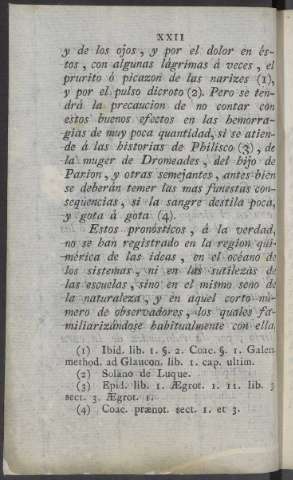 XXII
y de los ojos, y por el dolor en és-
tos, con algunas lágrimas á veces, el
prurito ó picazon de las narizes (1),
y por el pulso dicroto (2). Pero se ten-
drá la precaucion de no contar con
estos buenos efectos en las hemorra-
gias de muy poca quantidad, si se atien-
de á las historias de Philisco (3), de
la muger de Dromeades, del hijo de
Parion, y otras semejantes, antes bien
se deberán temer las mas funestas con-
seqüencias, si la sangre destila poca,
y gota á gota (4).
Estos pronósticos, á la verdad,
no se han registrado en la region qüi-
mérica de las ideas, en el océano de
los sistemas, ni en las sutilezas de
las escuelas, sino en el mismo seno de
la naturaleza, y en aquel corto nú-
mero de observadores, los quales fa-
miliarizándose habitualmente con ella,
(1) Ibid. lib. 1. §. 2. Coac. §. 1. Galen.
method. ad Glaucon. lib. 1. cap. ultim.
(2) Solano de Luque.
(3) Epid. lib. 1. Ægrot. 1. 11. lib. 3
sect. 3. Ægrot. 1.
(4) Coac. prænot. sect. 1. et 3.